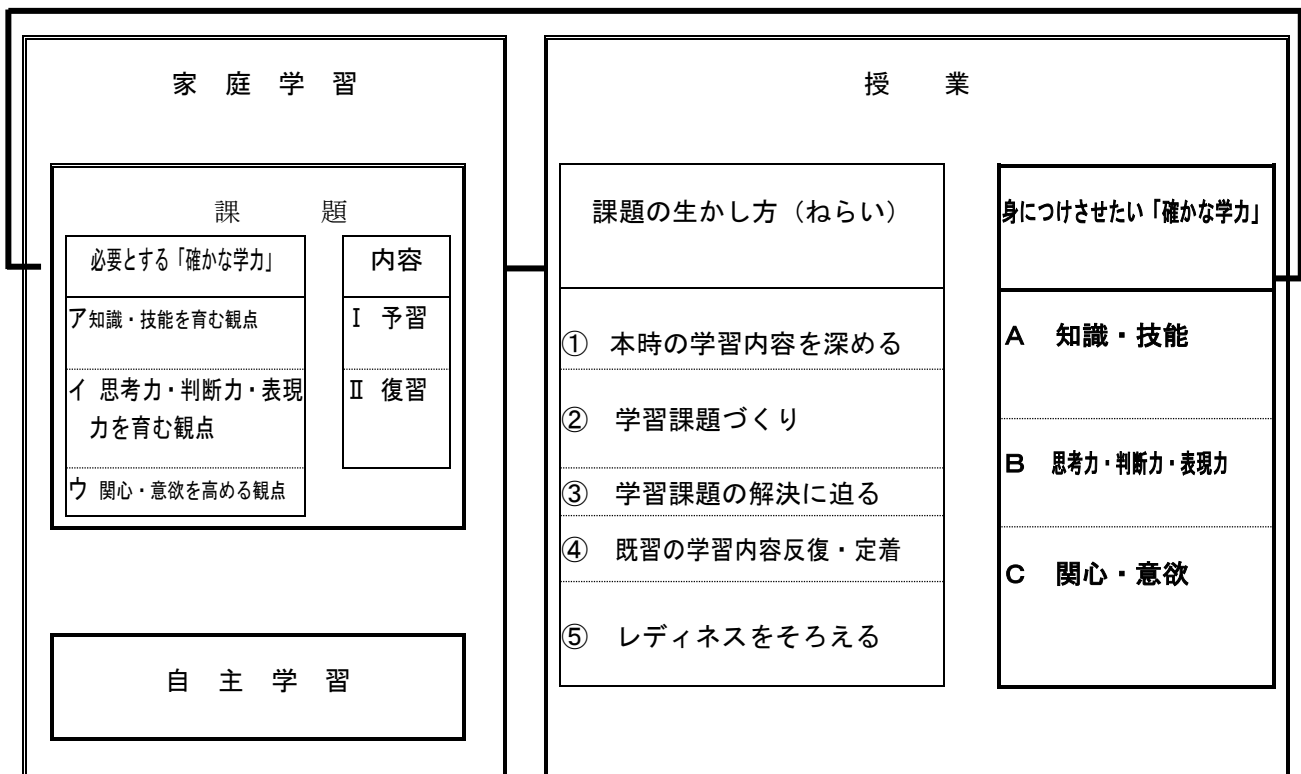 家 庭 学 習
課 題
必要とする「確かな学力」
ア知識・技能を育む観点
イ 思考力・判断力・表現
力を育む観点
ウ 関心・意欲を高める観点
内容
Ⅰ 予習
Ⅱ 復習
自 主 学 習
授 業
課題の生かし方（ねらい）
① 本時の学習内容を深める
② 学習課題づくり
③ 学習課題の解決に迫る
④ 既習の学習内容反復・定着
⑤ レディネスをそろえる
身につけさせたい「確かな学力」
Ａ 知識・技能
Ｂ 思考力・判断力・表現力
Ｃ 関心・意欲